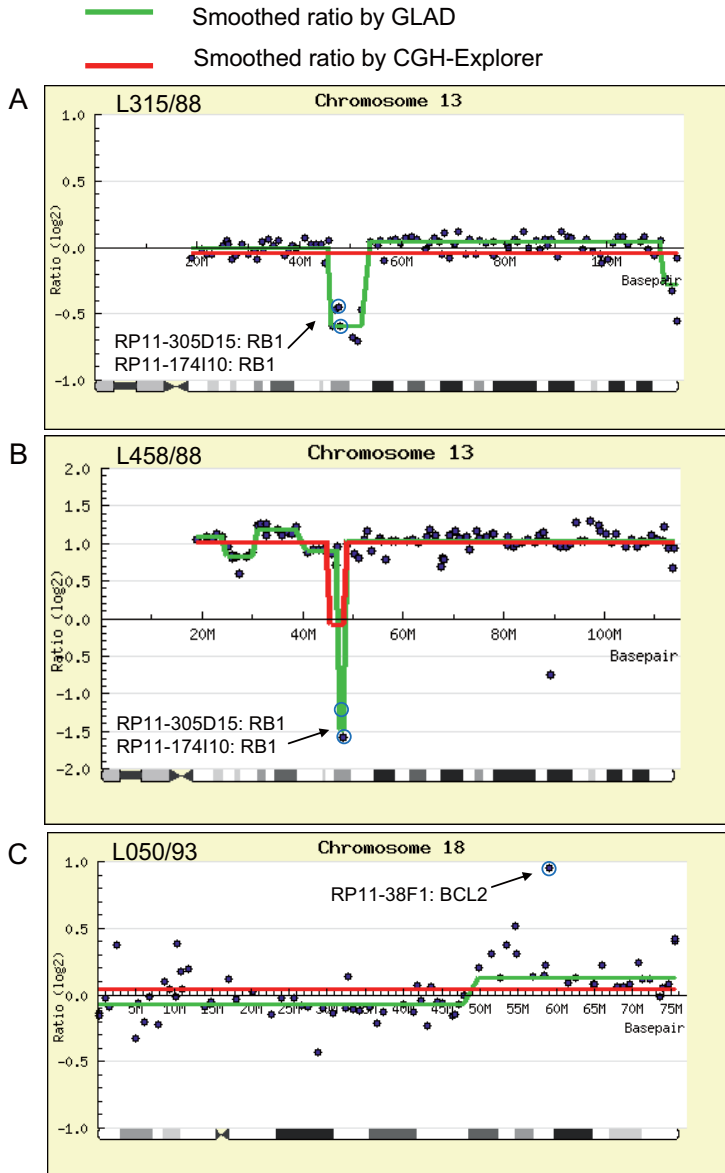 Smoothed ratio by GLAD
Smoothed ratio by CGH-Explorer
A
L315/88
Chromosome 13
Ratio (log2)
1.0
0.5
0.0
-0.5
-1.0
20M 40M 60M 80M 100M
Basepair
RP11-305D15: RB1
RP11-174I10: RB1
B
L458/88
Chromosome 13
Ratio (log2)
2.0
1.5
1.0
0.5
0.0
-0.5
-1.0
-1.5
-2.0
20M 40M 60M 80M 100M
Basepair
RP11-305D15: RB1
RP11-174I10: RB1
C
L050/93
Chromosome 18
Ratio (log2)
1.0
0.5
0.0
-0.5
-1.0
RP11-38F1: BCL2
5M 10M 15M 20M 25M 30M 35M 40M 45M 50M 55M 60M 65M 70M 75M
Basepair